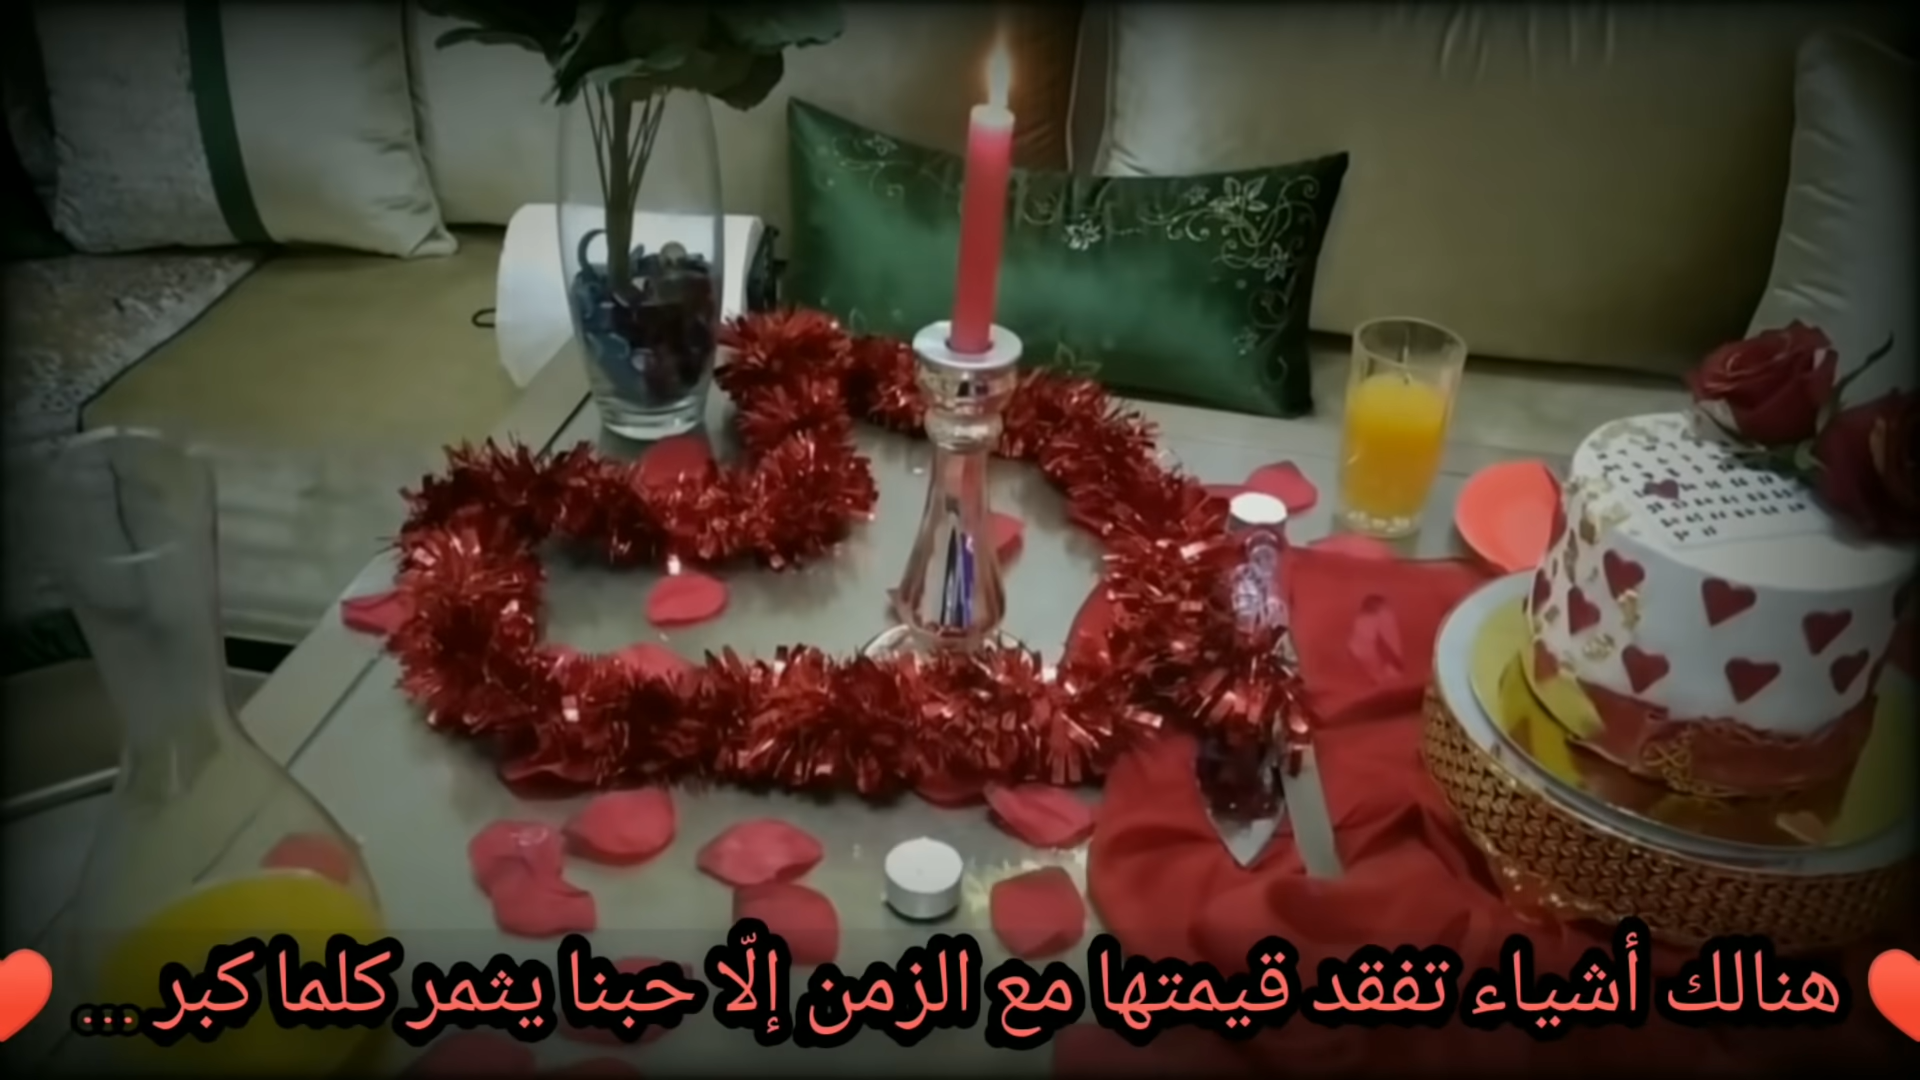 هنالك أشياء تفقد قيمتها مع الزمن إلّا حبنا يثمر كلما كبر ...